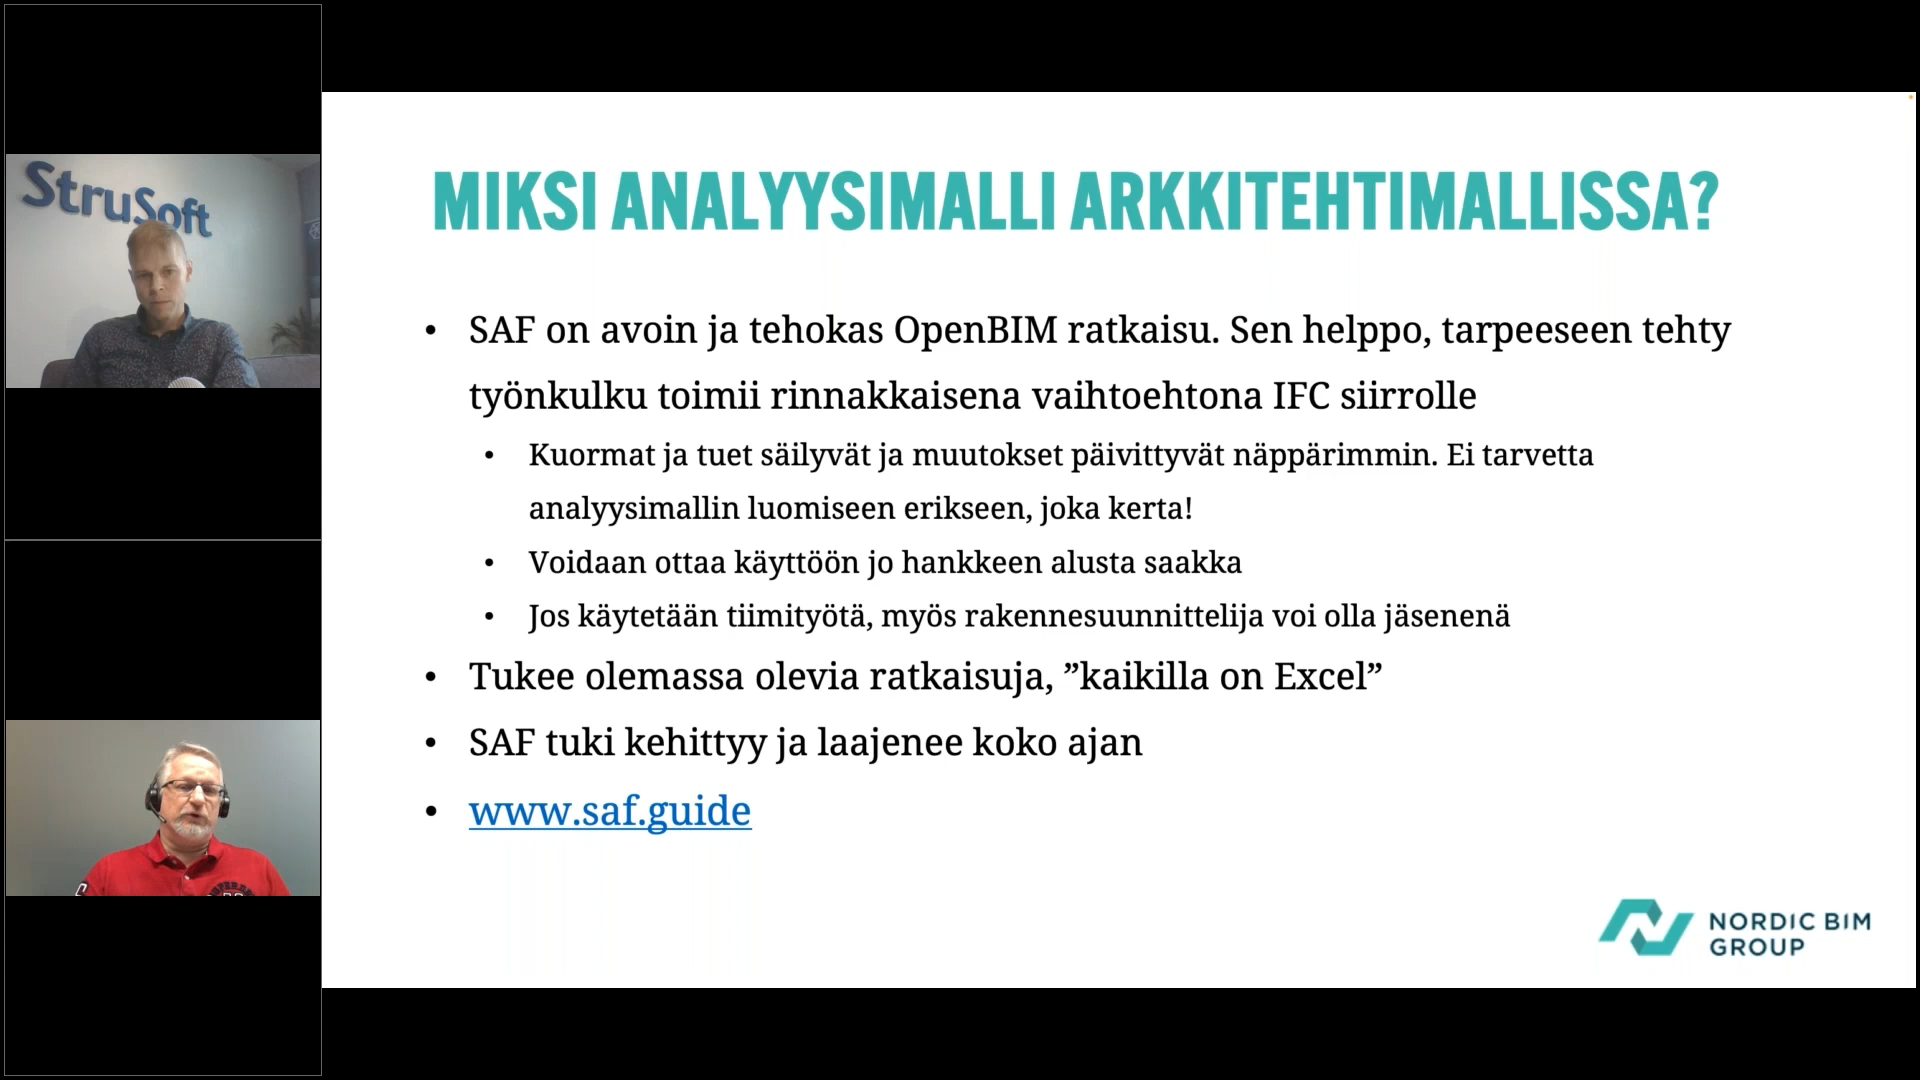 StruSoft
MIKSI ANALYYSIMALLI ARKKITEHTIMALLISSA?
• SAF on avoin ja tehokas OpenBIM ratkaisu. Sen helppo, tarpeeseen tehty
työnkulku toimii rinnakkaisena vaihtoehtona IFC siirrolle
• Kuormat ja tuet säilyvät ja muutokset päivittyvät näppärimmin. Ei tarvetta
analyysimallin luomiseen erikseen, joka kerta!
• Voidaan ottaa käyttöön jo hankkeen alusta saakka
• Jos käytetään tiimityötä, myös rakennesuunnittelija voi olla jäsenenä
• Tukee olemassa olevia ratkaisuja, ”kaikilla on Excel”
• SAF tuki kehittyy ja laajenee koko ajan
• www.saf.guide
NORDIC BIM
GROUP